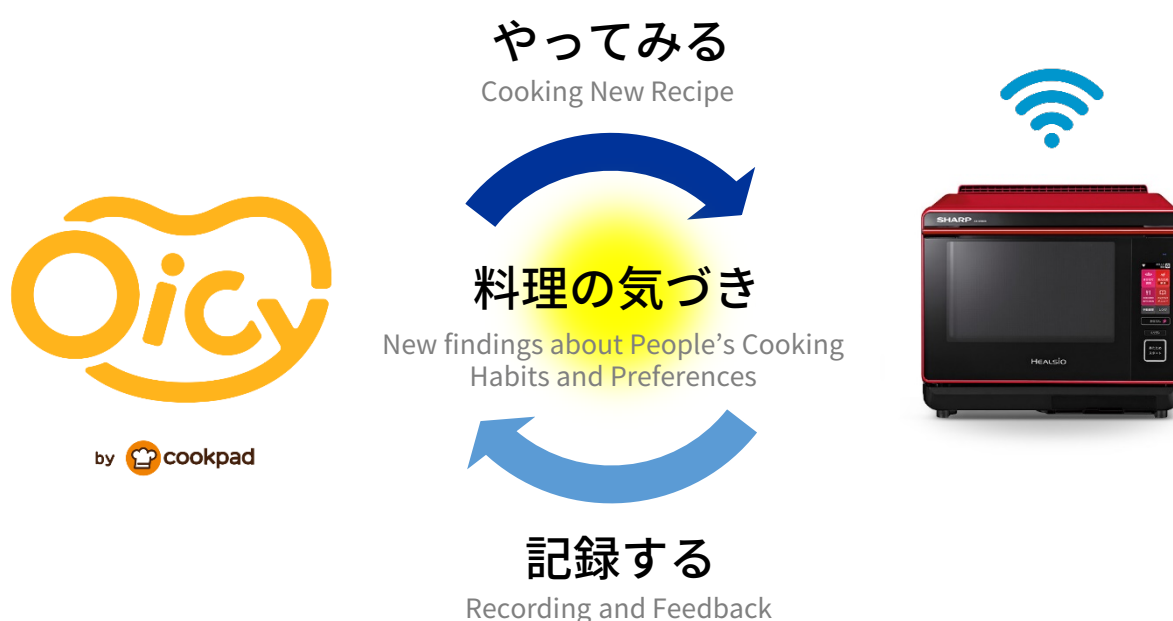 やってみる
Cooking New Recipe
Oicy
by cookpad
料理の気づき
New findings about People’s Cooking
Habits and Preferences
SHARP
HEALSiO
記録する
Recording and Feedback